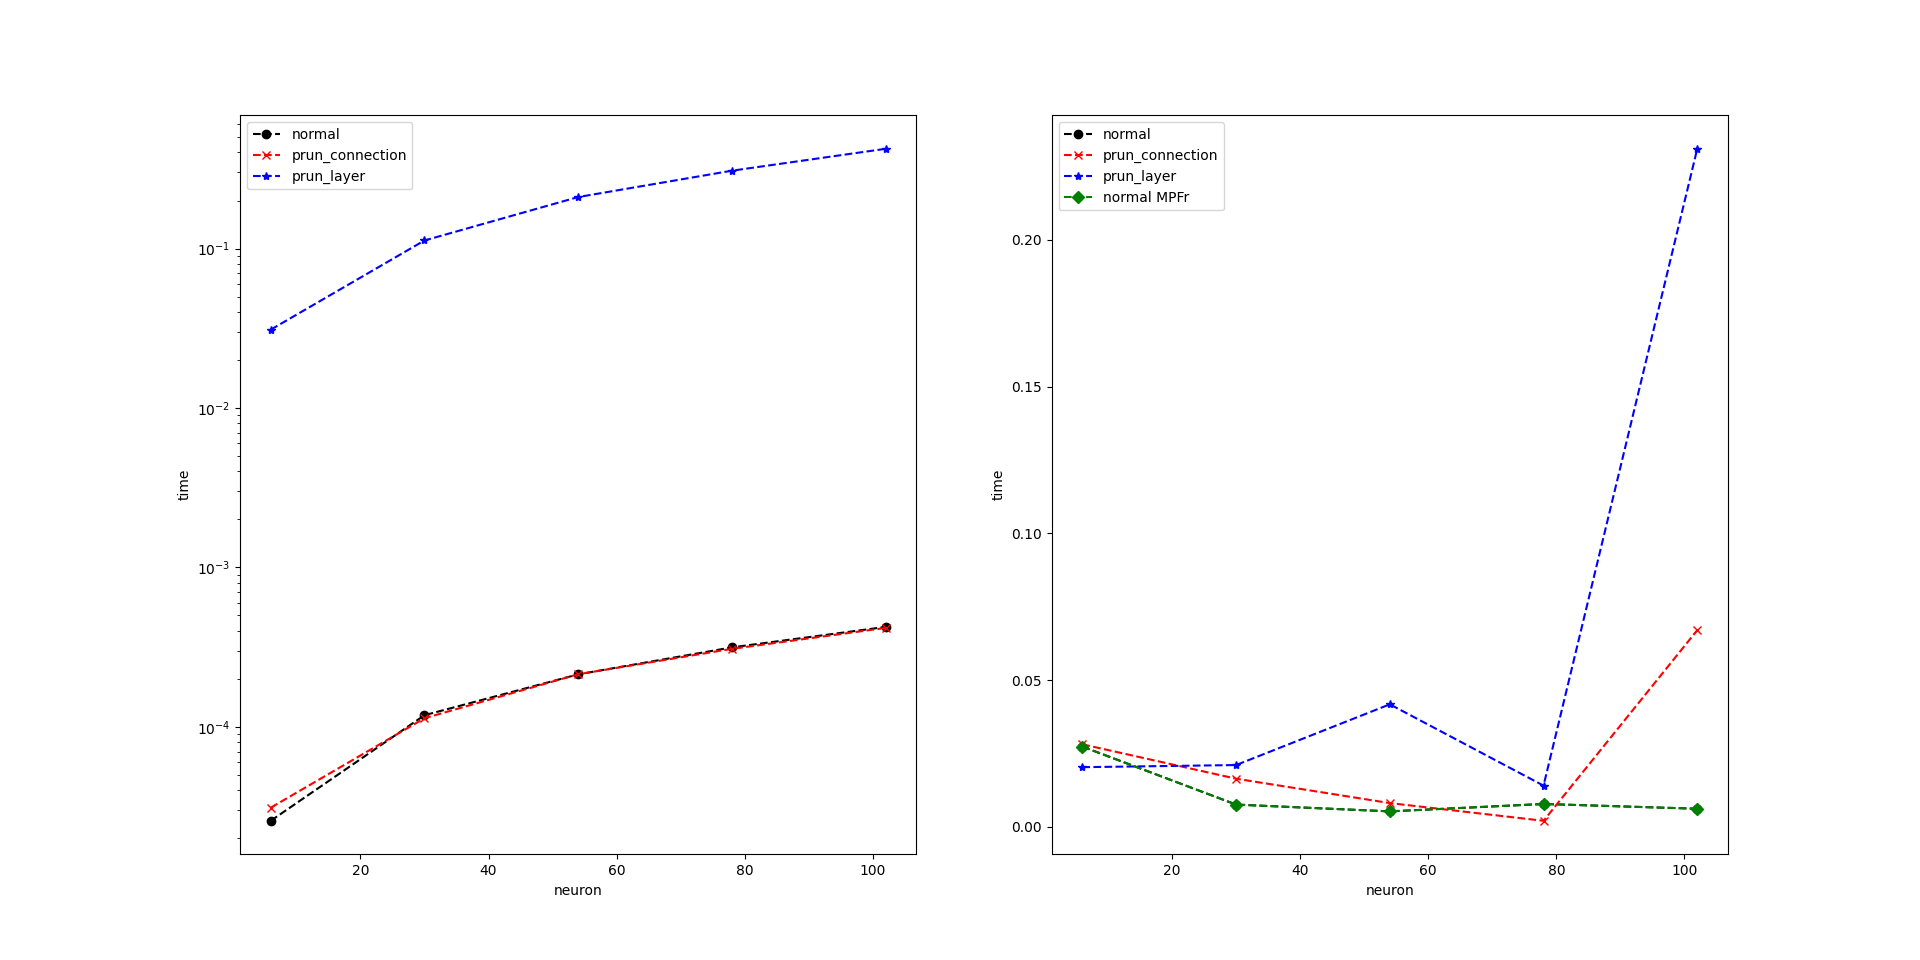 normal
prun_connection
prun_layer
10⁻¹
10⁻²
10⁻³
10⁻⁴
time
20
40
60
80
100
neuron
normal
prun_connection
prun_layer
normal MPFr
0.20
0.15
0.10
0.05
0.00
time
20
40
60
80
100
neuron